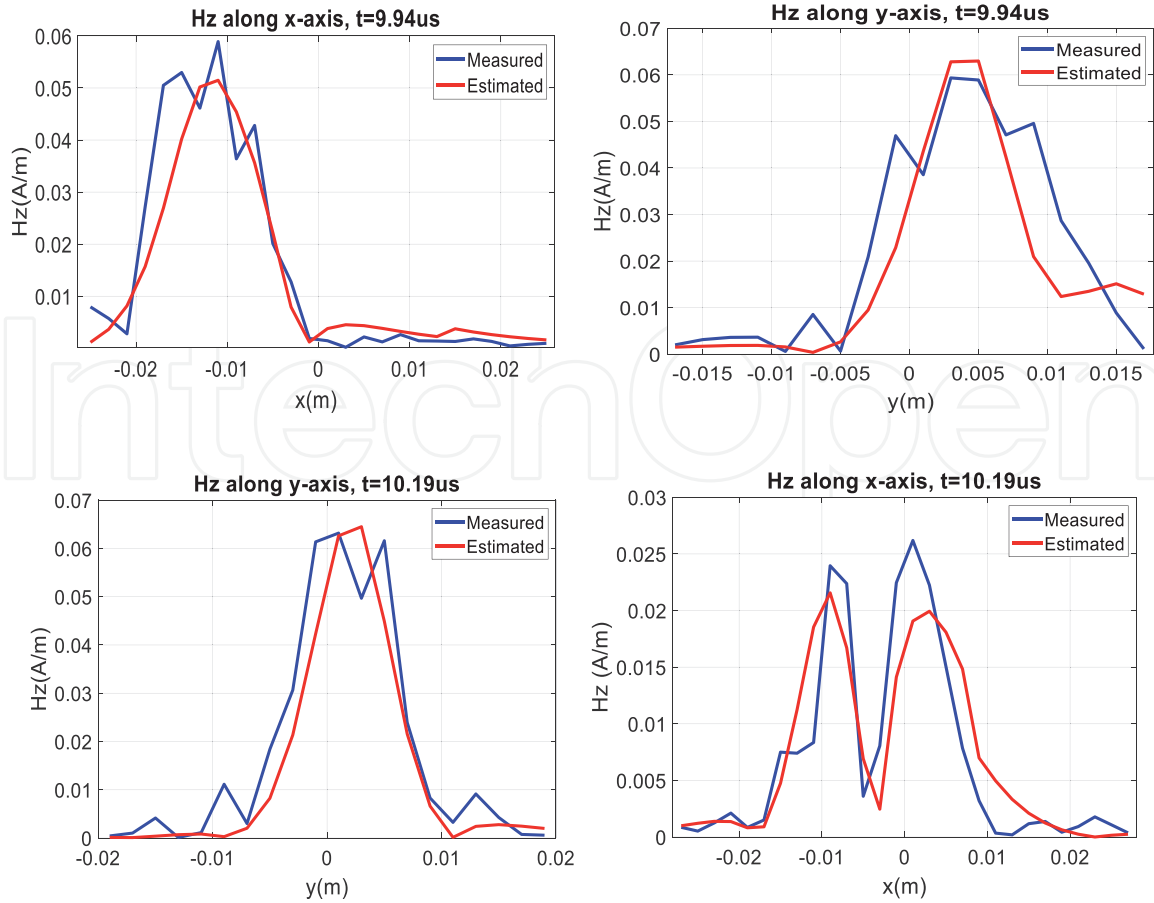 Hz along x-axis, t=9.94us
0.06
0.05
0.04
0.03
0.02
0.01
Hz(A/m)
Measured
Estimated
-0.02
-0.01
0
0.01
0.02
x(m)
Hz along y-axis, t=9.94us
0.07
0.06
0.05
0.04
0.03
0.02
0.01
0
Hz(A/m)
Measured
Estimated
-0.015
-0.01
-0.005
0
0.005
0.01
0.015
y(m)
IntechOpen
Hz along y-axis, t=10.19us
0.07
0.06
0.05
0.04
0.03
0.02
0.01
0
Hz(A/m)
Measured
Estimated
-0.02
-0.01
0
0.01
0.02
y(m)
Hz along x-axis, t=10.19us
0.03
0.025
0.02
0.015
0.01
0.005
0
Hz (A/m)
Measured
Estimated
-0.02
-0.01
0
0.01
0.02
x(m)